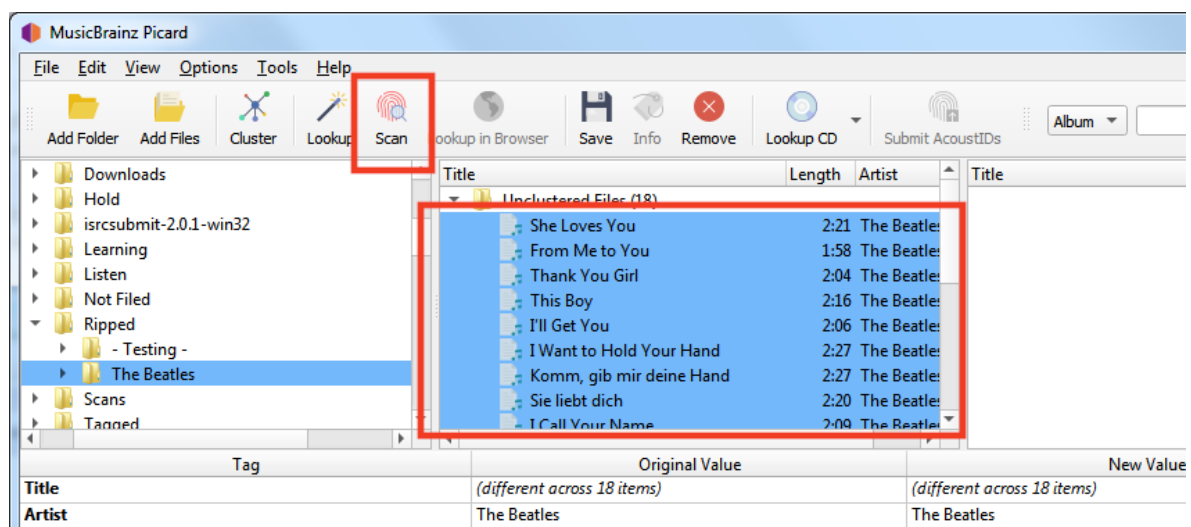 MusicBrainz Picard
File Edit View Options Tools Help
Add Folder Add Files Cluster Lookup Scan Lookup in Browser Save Info Remove Lookup CD Submit AcoustIDs Album
Downloads
Hold
isrcsubmit-2.0.1-win32
Learning
Listen
Not Filed
Ripped
- Testing -
The Beatles
Scans
Tagged
Title Length Artist
Unclustered Files (18)
She Loves You 2:21 The Beatles
From Me to You 1:58 The Beatles
Thank You Girl 2:04 The Beatles
This Boy 2:16 The Beatles
I'll Get You 2:06 The Beatles
I Want to Hold Your Hand 2:27 The Beatles
Komm, gib mir deine Hand 2:27 The Beatles
Sie liebt dich 2:20 The Beatles
I Call Your Name 2:09 The Beatles
Title
Tag Original Value New Value
Title (different across 18 items) (different across 18 items)
Artist The Beatles The Beatles